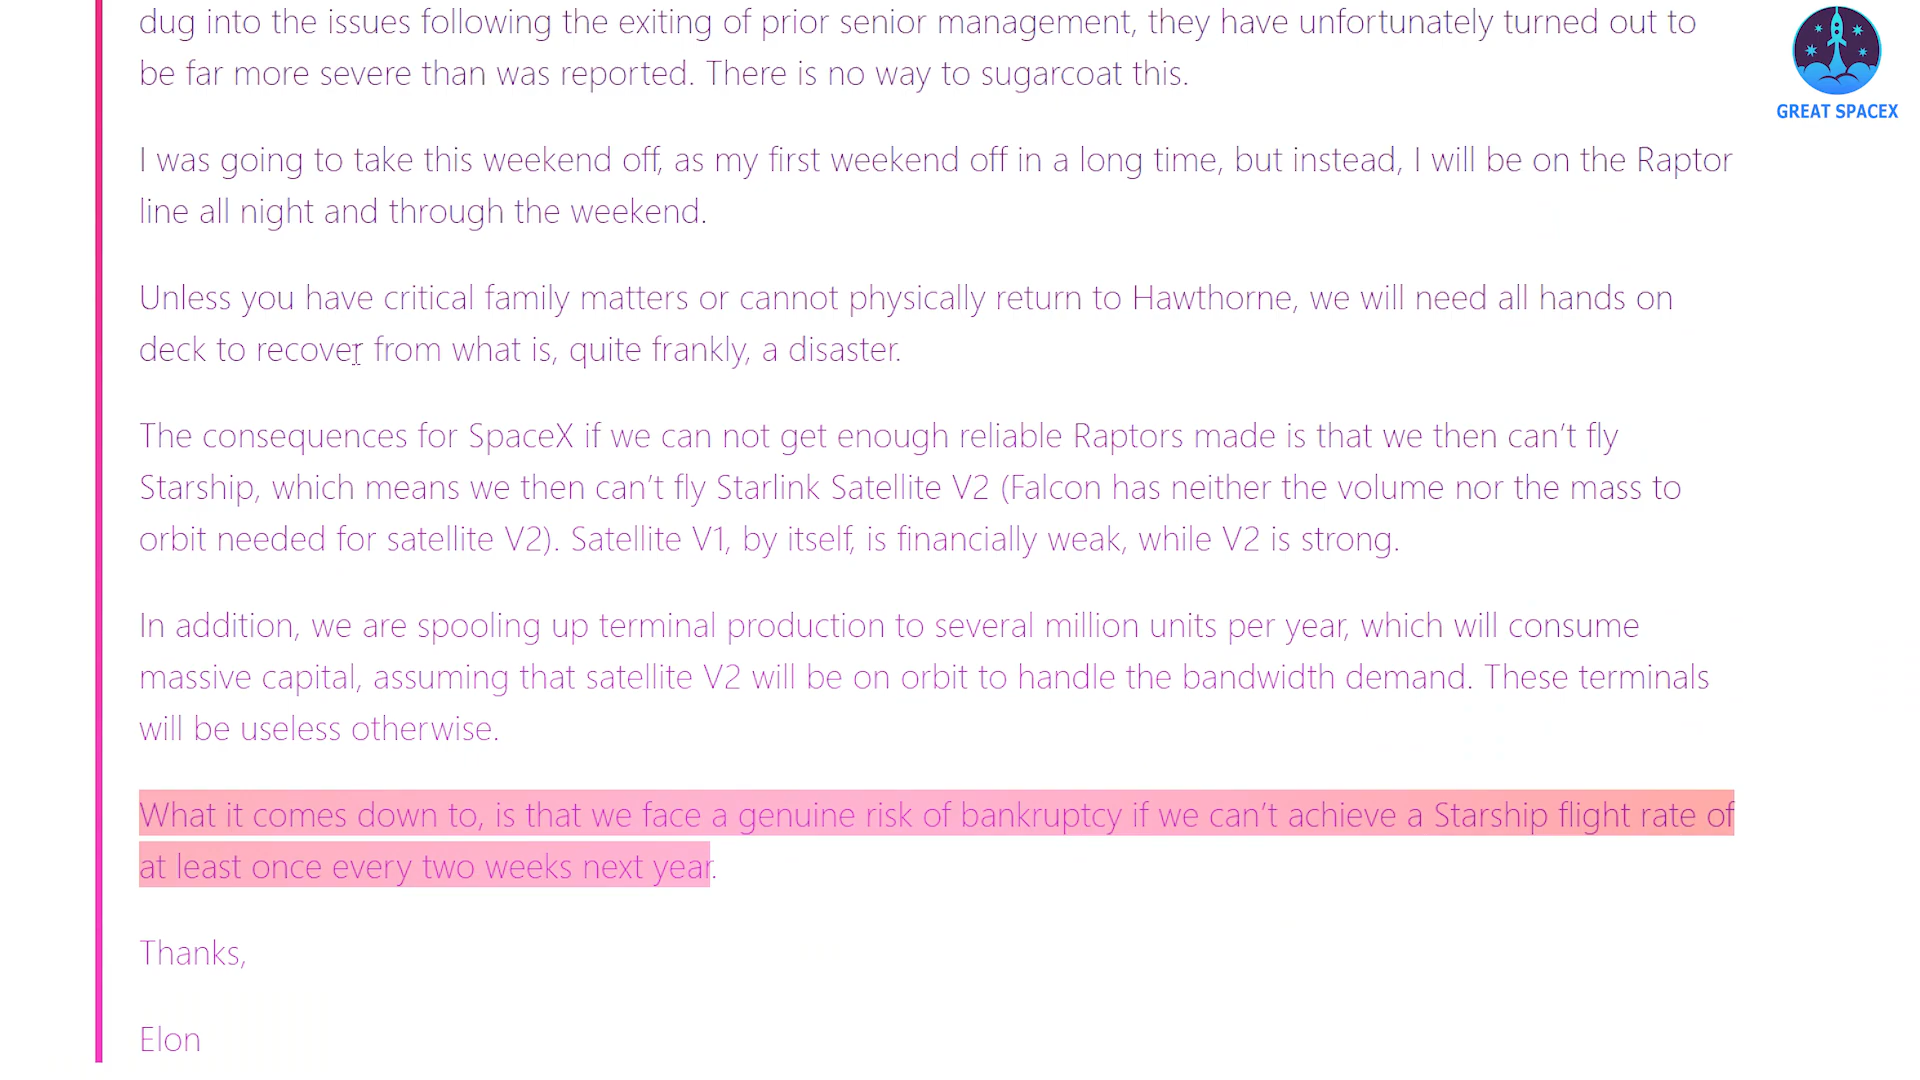 dug into the issues following the exiting of prior senior management, they have unfortunately turned out to
be far more severe than was reported. There is no way to sugarcoat this.
GREAT SPACEX
I was going to take this weekend off, as my first weekend off in a long time, but instead, I will be on the Raptor
line all night and through the weekend.
Unless you have critical family matters or cannot physically return to Hawthorne, we will need all hands on
deck to recover from what is, quite frankly, a disaster.
The consequences for SpaceX if we can not get enough reliable Raptors made is that we then can’t fly
Starship, which means we then can’t fly Starlink Satellite V2 (Falcon has neither the volume nor the mass to
orbit needed for satellite V2). Satellite V1, by itself, is financially weak, while V2 is strong.
In addition, we are spooling up terminal production to several million units per year, which will consume
massive capital, assuming that satellite V2 will be on orbit to handle the bandwidth demand. These terminals
will be useless otherwise.
What it comes down to, is that we face a genuine risk of bankruptcy if we can’t achieve a Starship flight rate of
at least once every two weeks next year.
Thanks,
Elon